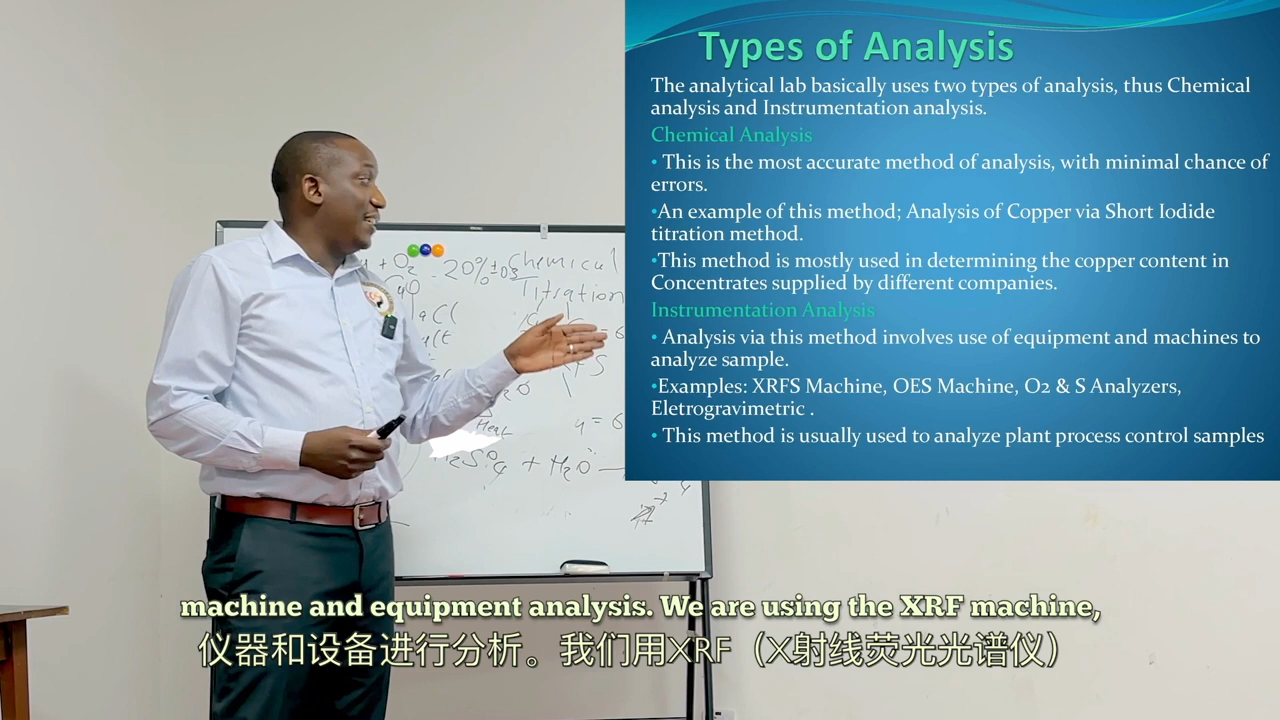 Types of Analysis
The analytical lab basically uses two types of analysis, thus Chemical
analysis and Instrumentation analysis.
Chemical Analysis
• This is the most accurate method of analysis, with minimal chance of
errors.
•An example of this method; Analysis of Copper via Short Iodide
titration method.
•This method is mostly used in determining the copper content in
Concentrates supplied by different companies.
Instrumentation Analysis
• Analysis via this method involves use of equipment and machines to
analyze sample.
•Examples: XRFS Machine, OES Machine, O2 & S Analyzers,
Eletrogravimetric .
• This method is usually used to analyze plant process control samples
+ O₂
20%
Chemical
Titration
Heat
+ H₂O
machine and equipment analysis. We are using the XRF machine,
仪器和设备进行分析。我们用XRF（X射线荧光光谱仪）